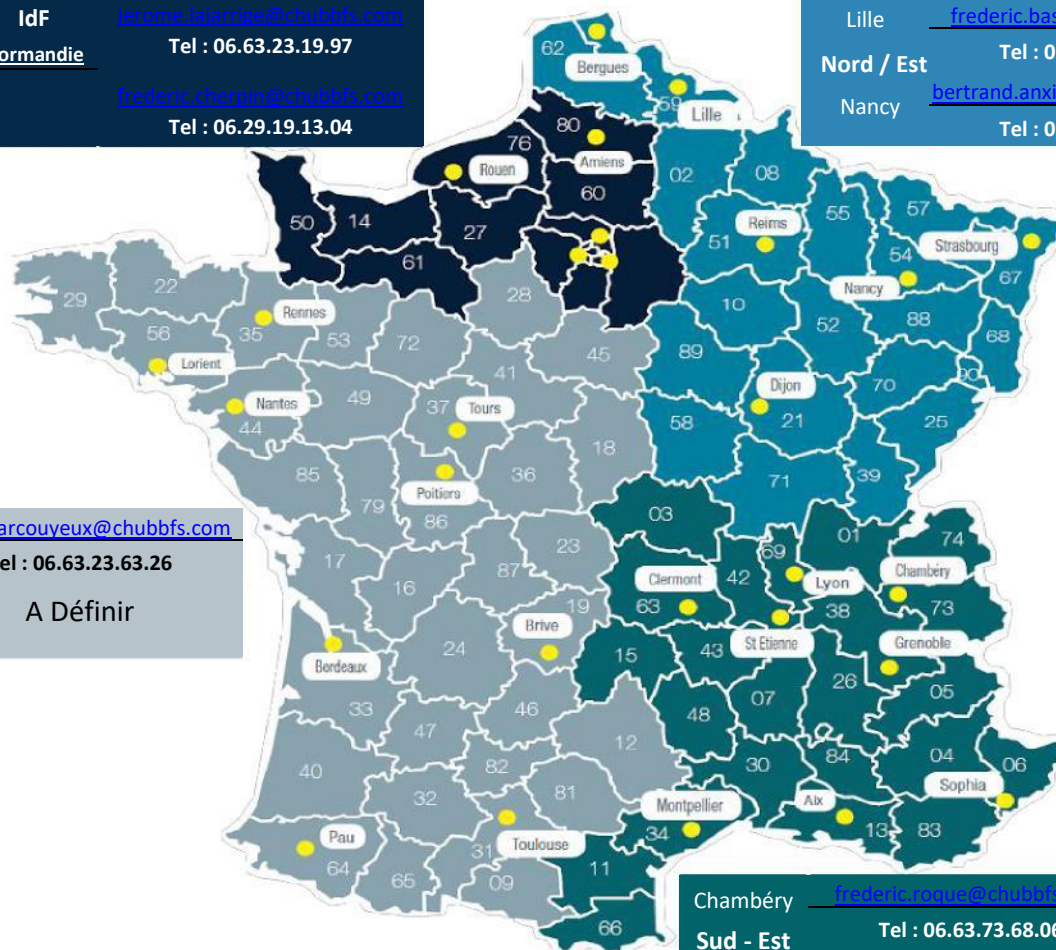 IdF
jerome.lajarrige@chubbfs.com
Tel : 06.63.23.19.97
ormandie
frederic.cherpin@chubbfs.com
Tel : 06.29.19.13.04
Lille
frederic.bas
Tel : 0
Nord / Est
bertrand.anxi
Nancy
Tel : 0
62
Bergues
59
Lille
80
Amiens
76
Rouen
02
08
60
50
14
27
61
Reims
51
55
57
54
Strasbourg
67
Nancy
10
52
88
68
29
22
56
35
Rennes
53
72
28
45
Lorient
41
89
Dijon
70
90
Nantes
44
49
37
Tours
58
21
25
85
79
Poitiers
86
36
18
71
39
arcouyeux@chubbfs.com
el : 06.63.23.63.26
A Définir
03
69
01
74
17
16
87
23
Clermont
63
42
Lyon
Chambéry
73
38
19
Brive
24
15
43
St Etienne
Grenoble
Bordeaux
33
26
05
07
48
46
47
12
40
82
30
84
04
06
Sophia
32
81
Montpellier
34
Aix
13
83
Pau
64
65
31
Toulouse
09
11
66
Chambéry
frederic.roque@chubbfs
Tel : 06.63.73.68.06
Sud - Est